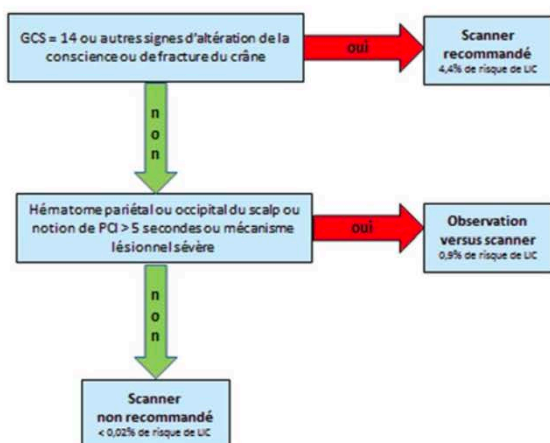 GCS = 14 ou autres signes d'altération de la
conscience ou de fracture du crâne
oui
Scanner
recommandé
4,4% de risque de LIC
n
o
n
Hématome pariétal ou occipital du scalp ou
notion de PCI > 5 secondes ou mécanisme
lésionnel sévère
oui
Observation
versus scanner
0,9% de risque de LIC
n
o
n
Scanner
non recommandé
< 0,02% de risque de LIC